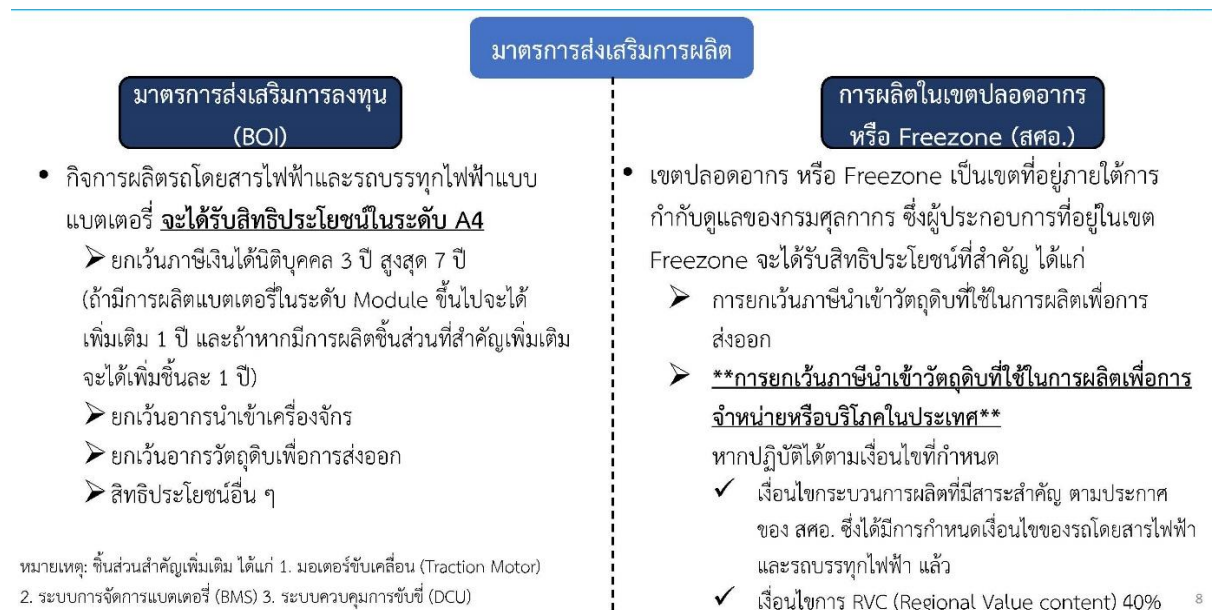 มาตรการส่งเสริมการผลิต
มาตรการส่งเสริมการลงทุน
(BOI)
• กิจการผลิตรถโดยสารไฟฟ้าและรถบรรทุกไฟฟ้าแบบ
แบตเตอรี่ จะได้รับสิทธิประโยชน์ในระดับ A4
➢ ยกเว้นภาษีเงินได้นิติบุคคล 3 ปี สูงสุด 7 ปี
(ถ้ามีการผลิตแบตเตอรี่ในระดับ Module ขึ้นไปจะได้
เพิ่มเติม 1 ปี และถ้าหากมีการผลิตชิ้นส่วนที่สำคัญเพิ่มเติม
จะได้เพิ่มชิ้นละ 1 ปี)
➢ ยกเว้นอากรนำเข้าเครื่องจักร
➢ ยกเว้นอากรวัตถุดิบเพื่อการส่งออก
➢ สิทธิประโยชน์อื่น ๆ
หมายเหตุ: ชิ้นส่วนสำคัญเพิ่มเติม ได้แก่ 1. มอเตอร์ขับเคลื่อน (Traction Motor)
2. ระบบการจัดการแบตเตอรี่ (BMS) 3. ระบบควบคุมการขับขี่ (DCU)
การผลิตในเขตปลอดอากร
หรือ Freezone (สศอ.)
• เขตปลอดอากร หรือ Freezone เป็นเขตที่อยู่ภายใต้การ
กำกับดูแลของกรมศุลกากร ซึ่งผู้ประกอบการที่อยู่ในเขต
Freezone จะได้รับสิทธิประโยชน์ที่สำคัญ ได้แก่
➢ การยกเว้นภาษีนำเข้าวัตถุดิบที่ใช้ในการผลิตเพื่อการ
ส่งออก
➢ **การยกเว้นภาษีนำเข้าวัตถุดิบที่ใช้ในการผลิตเพื่อการ
จำหน่ายหรือบริโภคในประเทศ**
หากปฏิบัติได้ตามเงื่อนไขที่กำหนด
✓ เงื่อนไขกระบวนการผลิตที่มีสาระสำคัญ ตามประกาศ
ของ สศอ. ซึ่งได้มีการกำหนดเงื่อนไขของรถโดยสารไฟฟ้า
และรถบรรทุกไฟฟ้า แล้ว
✓ เงื่อนไขการ RVC (Regional Value content) 40%
8